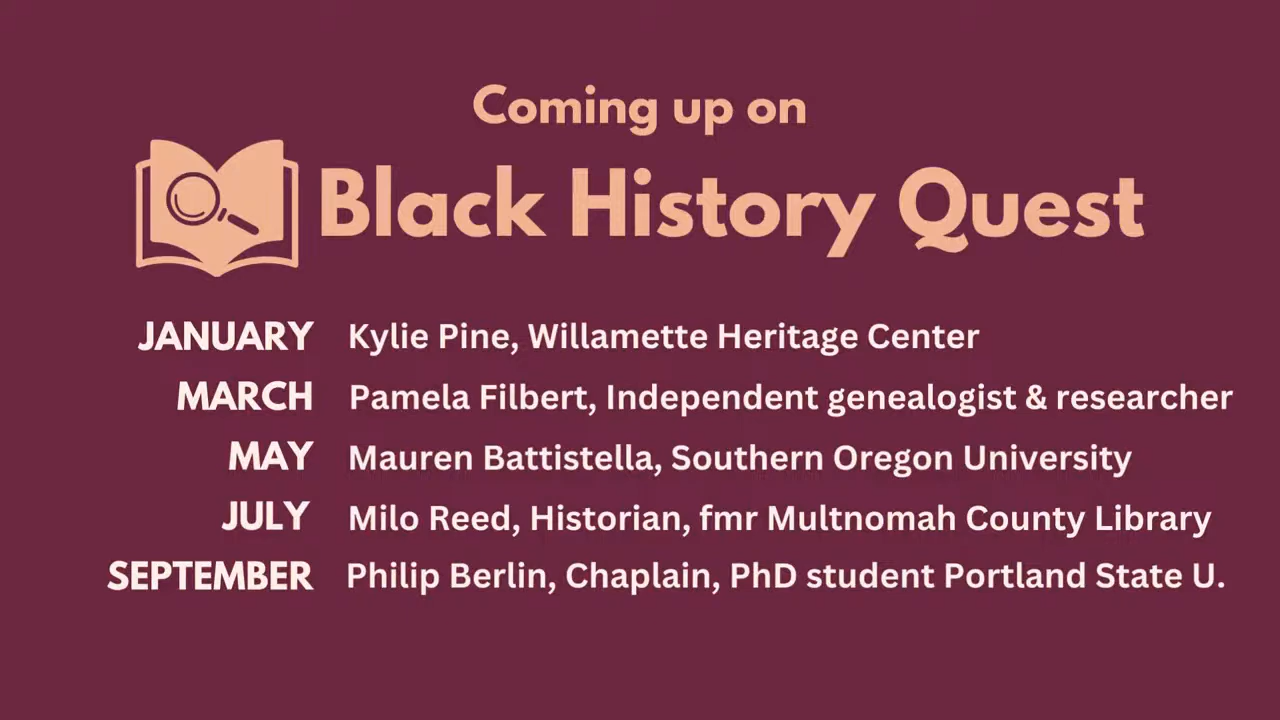 Coming up on
Black History Quest
JANUARY Kylie Pine, Willamette Heritage Center
MARCH Pamela Filbert, Independent genealogist & researcher
MAY Mauren Battistella, Southern Oregon University
JULY Milo Reed, Historian, fmr Multnomah County Library
SEPTEMBER Philip Berlin, Chaplain, PhD student Portland State U.